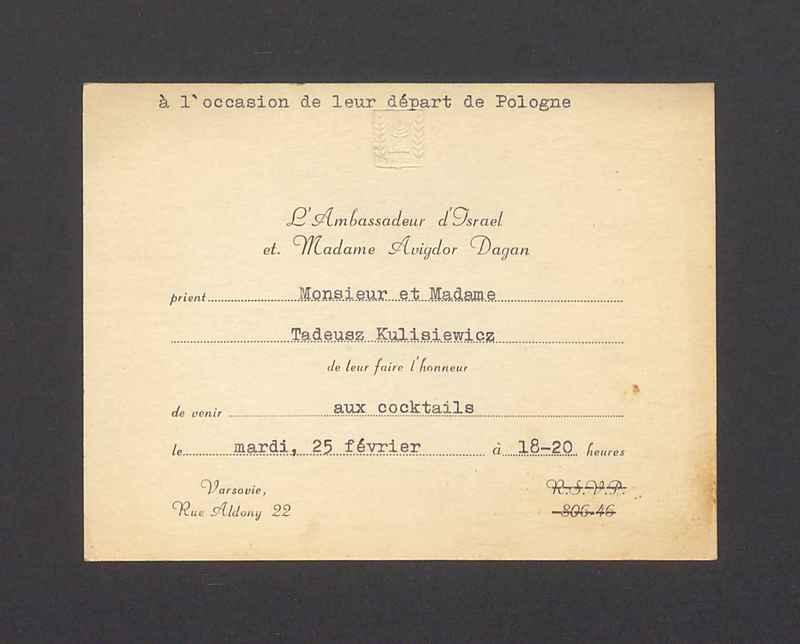 à l`occasion de leur départ de Pologne
L'Ambassadeur d'Israel
et. Madame Avigdor Dagan
prient Monsieur et Madame
Tadeusz Kulisiewicz
de leur faire l'honneur
de venir aux cocktails
le mardi, 25 février à 18-20 heures
Varsovie,
Rue Aldony 22
R.S.V.P.
806.46